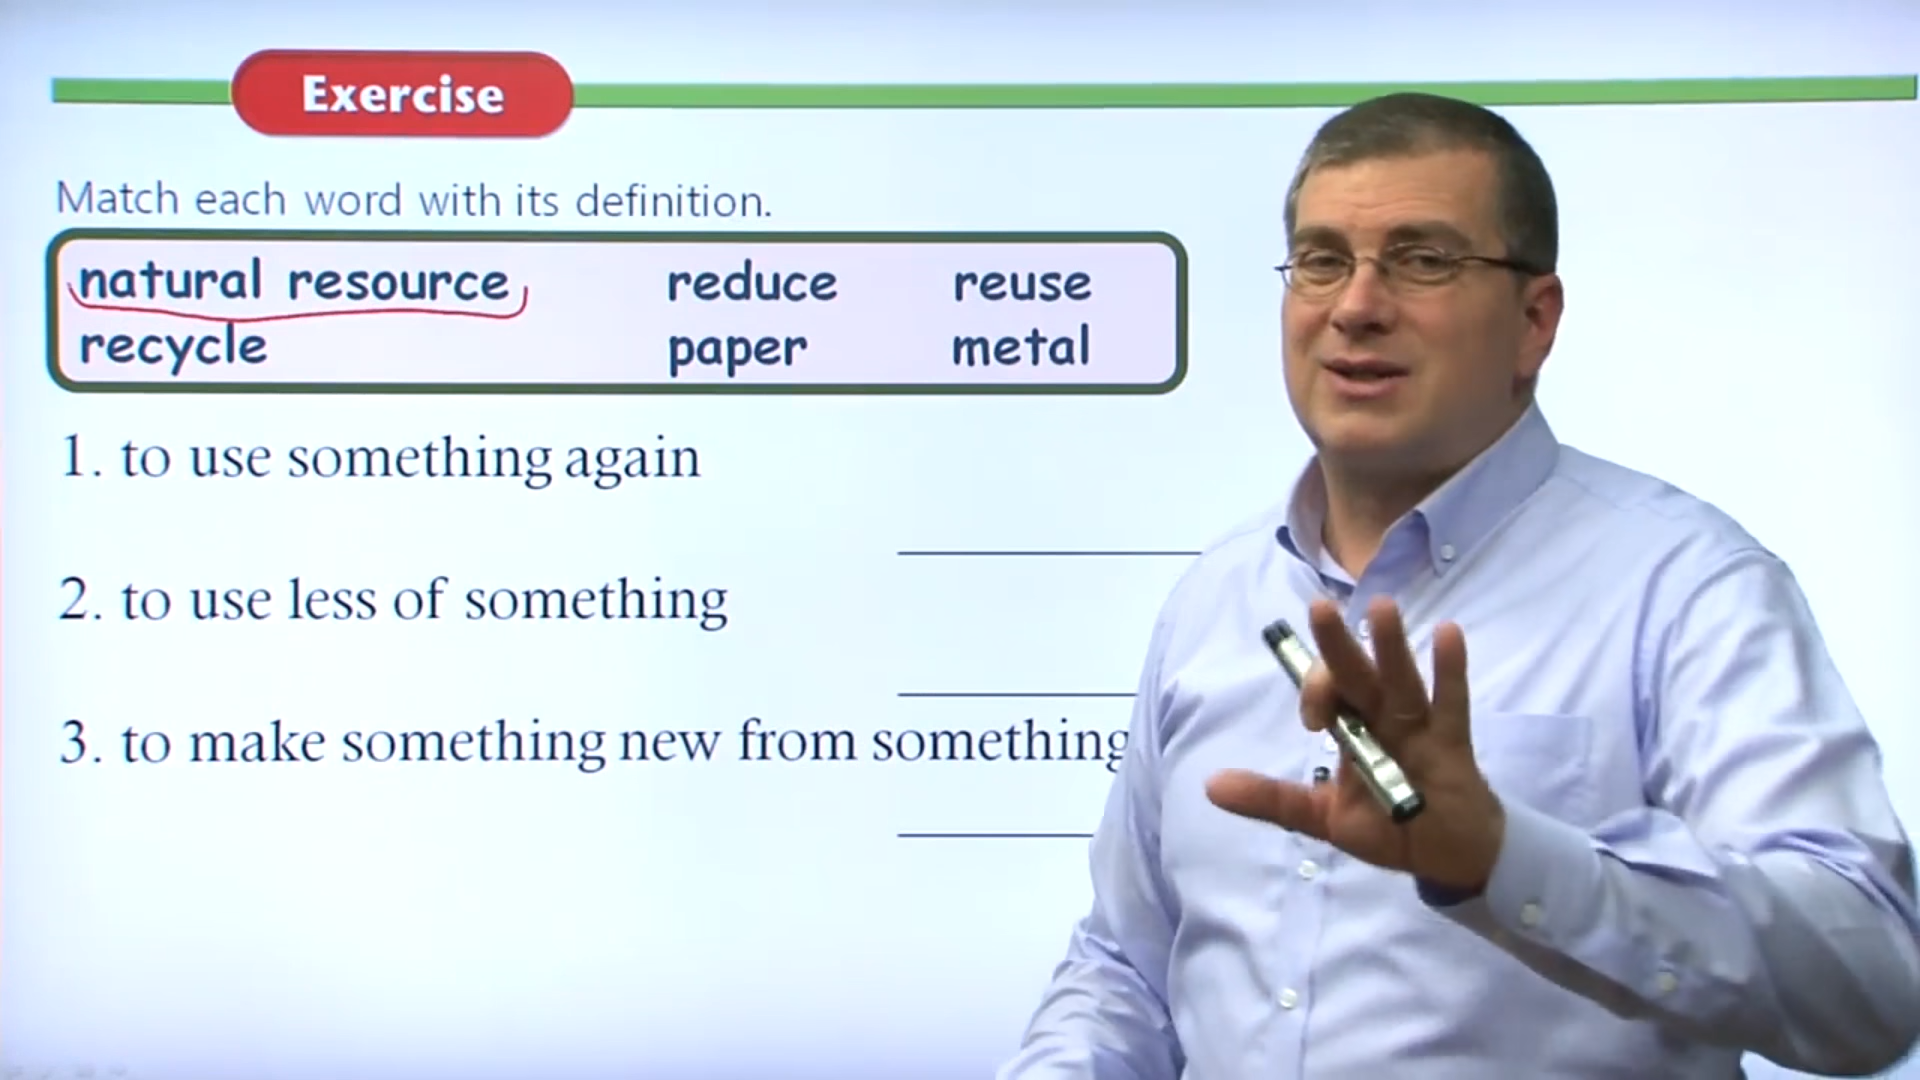 Exercise
Match each word with its definition.
natural resource reduce reuse
recycle paper metal
1. to use something again
2. to use less of something
3. to make something new from something